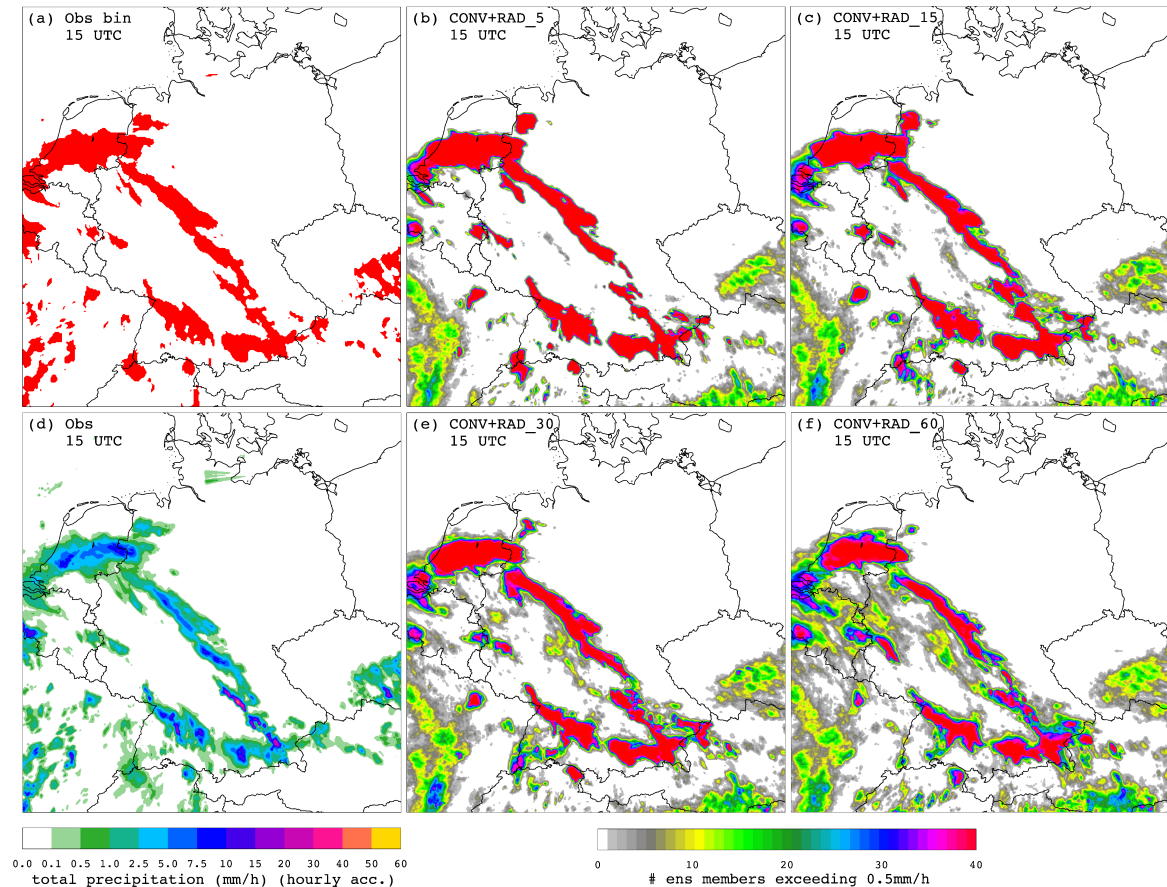 (a) Obs bin
15 UTC
(b) CONV+RAD_5
15 UTC
(c) CONV+RAD_15
15 UTC
(d) Obs
15 UTC
(e) CONV+RAD_30
15 UTC
(f) CONV+RAD_60
15 UTC
0.0 0.1 0.5 1.0 2.5 5.0 7.5 10 15 20 30 40 50 60
total precipitation (mm/h) (hourly acc.)
0 10 20 30 40
# ens members exceeding 0.5mm/h